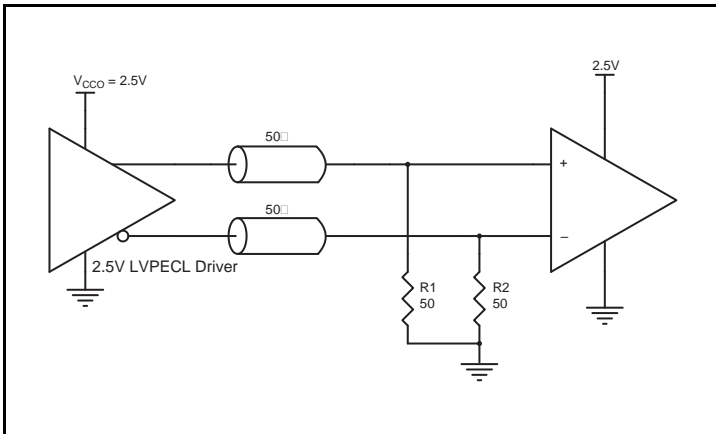 V_CCO = 2.5V
2.5V
50□
50□
+
−
2.5V LVPECL Driver
R1
50
R2
50